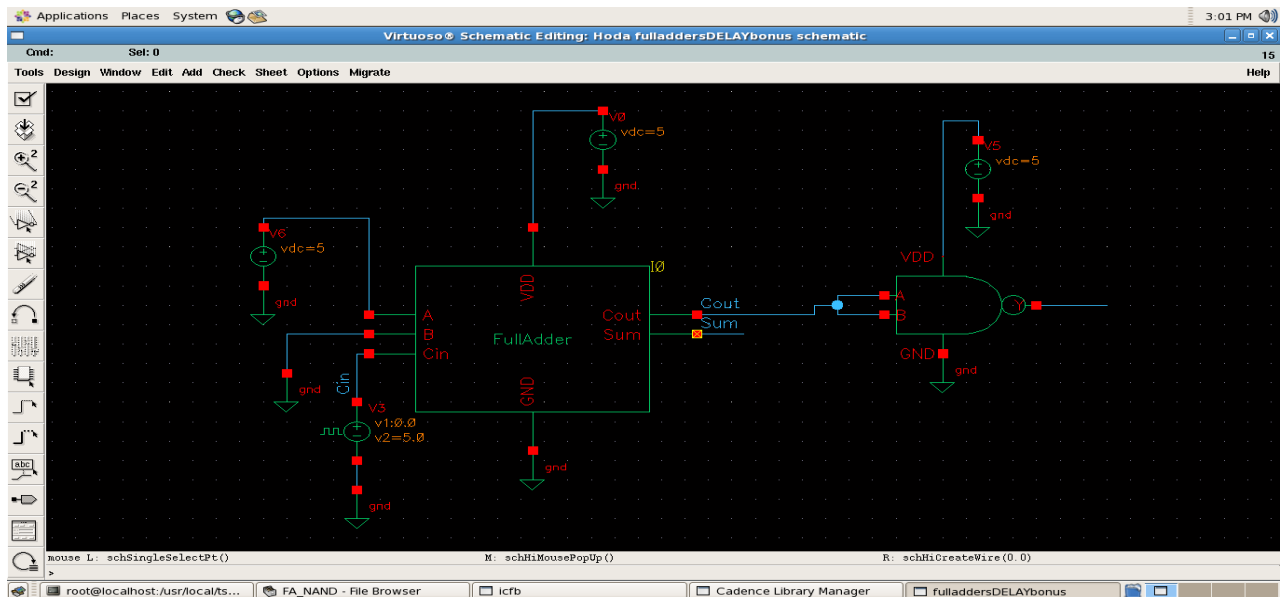 Applications Places System 3:01 PM
Virtuoso® Schematic Editing: Hoda fulladdersDELAYbonus schematic
Cmd: Sel: 0 15
Tools Design Window Edit Add Check Sheet Options Migrate Help
V0
vdc=5
gnd
V5
vdc=5
gnd
V6
vdc=5
gnd
I0
VDD
A
B
Cin
FullAdder
Cout
Sum
GND
Cout
Sum
VDD
A
B
Y
GND
gnd
gnd
Cin
V3
v1:0.0
v2=5.0
gnd
gnd
abc
mouse L: schSingleSelectPt() M: schHiMousePopUp() R: schHiCreateWire(0.0)
>
root@localhost:/usr/local/ts... FA_NAND - File Browser icfb Cadence Library Manager fulladdersDELAYbonus